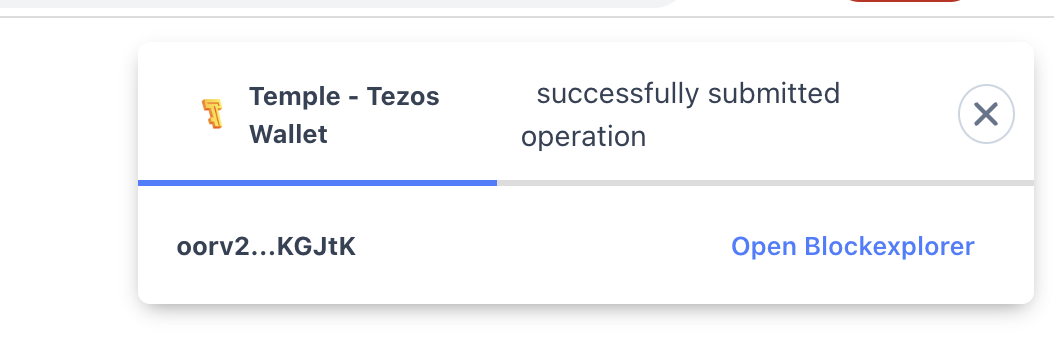 Temple - Tezos
Wallet
successfully submitted
operation
oorv2...KGJtK
Open Blockexplorer